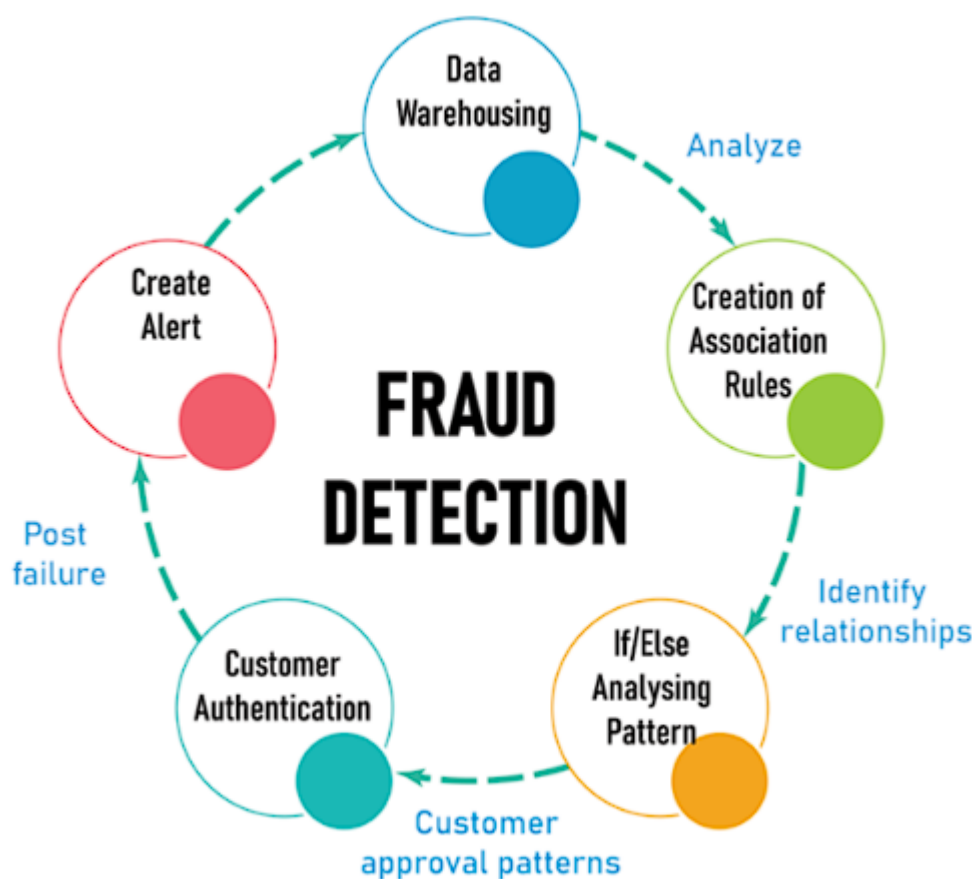 Data
Warehousing
Analyze
Creation of
Association
Rules
Identify
relationships
If/Else
Analysing
Pattern
Customer
approval patterns
Customer
Authentication
Post
failure
Create
Alert
FRAUD
DETECTION